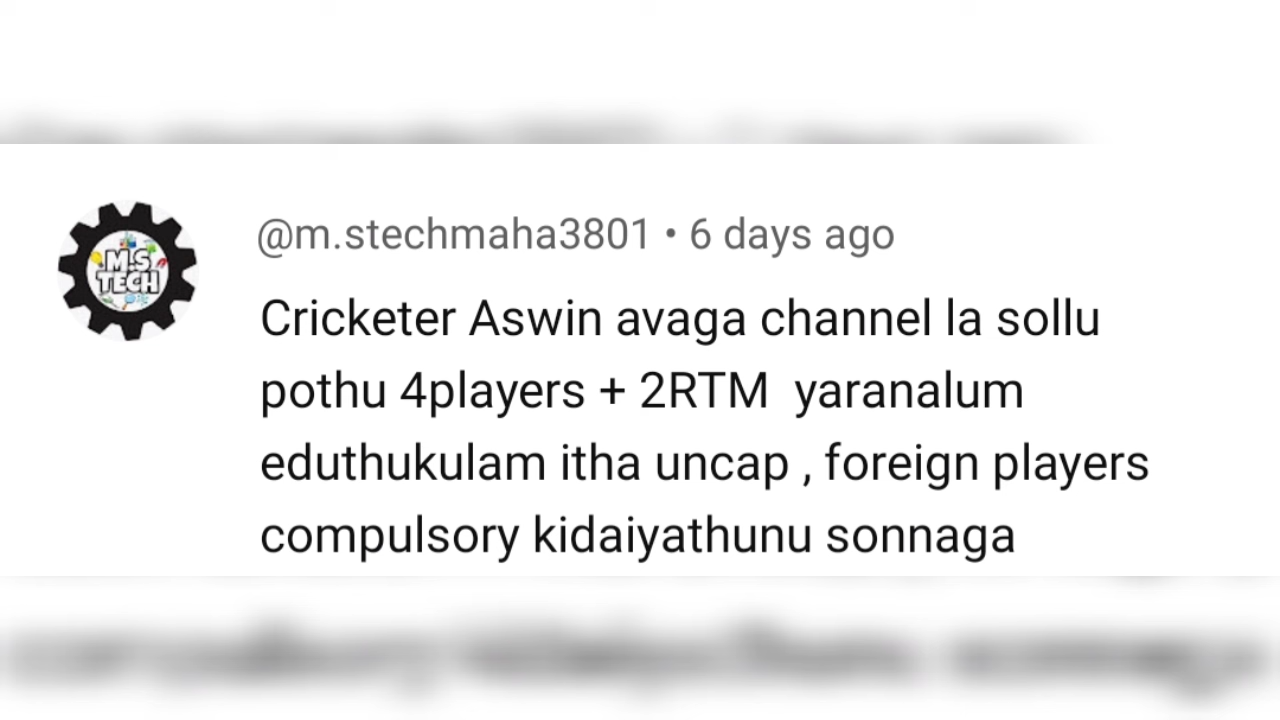 M.S
TECH
@m.stechmaha3801 • 6 days ago
Cricketer Aswin avaga channel la sollu
pothu 4players + 2RTM  yaranalum
eduthukulam itha uncap , foreign players
compulsory kidaiyathunu sonnaga